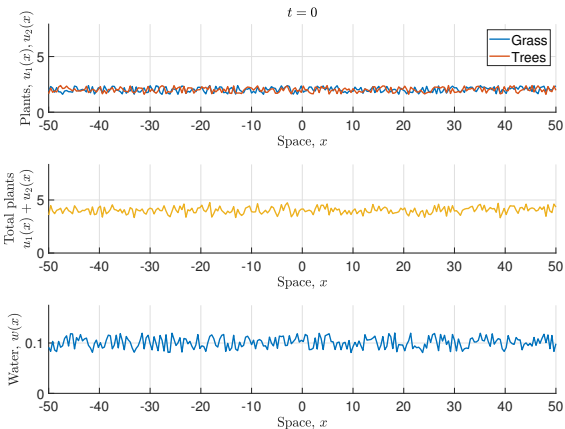 t = 0
Plants, u₁(x), u₂(x)
5
0
Grass
Trees
-50 -40 -30 -20 -10 0 10 20 30 40 50
Space, x
Total plants
u₁(x) + u₂(x)
5
0
-50 -40 -30 -20 -10 0 10 20 30 40 50
Space, x
Water, w(x)
0.1
0
-50 -40 -30 -20 -10 0 10 20 30 40 50
Space, x